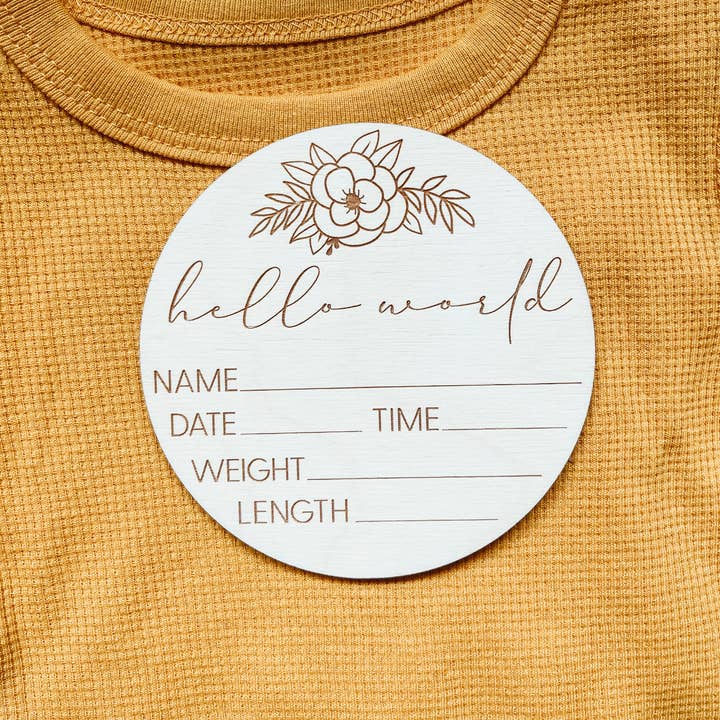 hello world
NAME
DATE TIME
WEIGHT
LENGTH